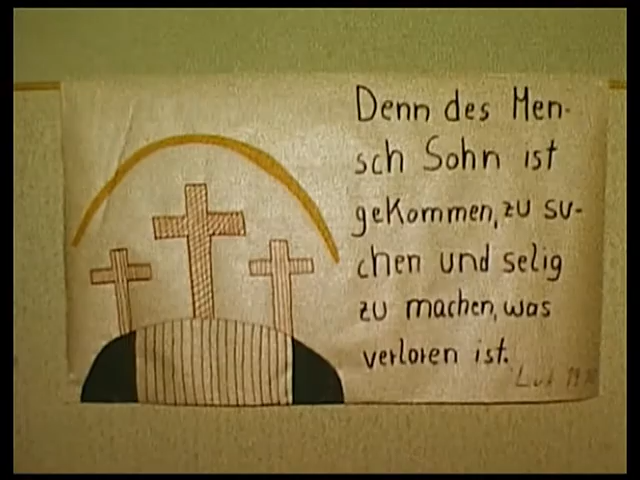 Denn des Men-
sch Sohn ist
gekommen, zu su-
chen und selig
zu machen, was
verloren ist.